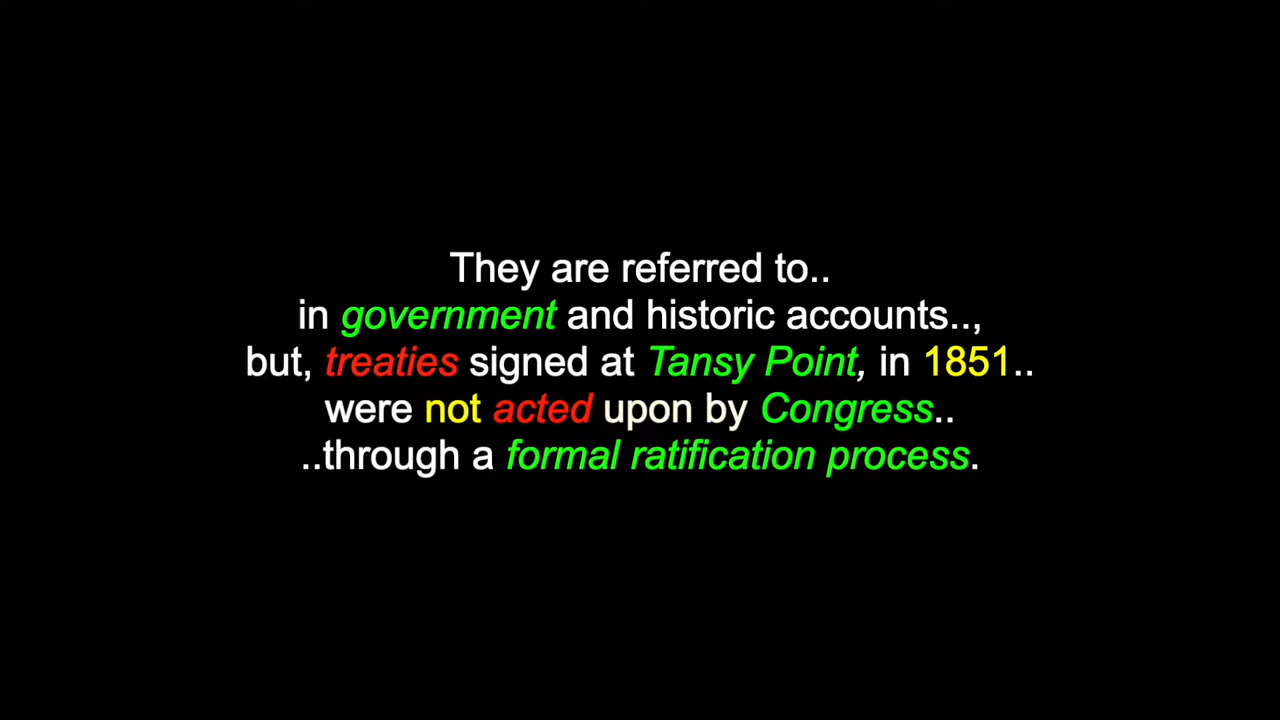 They are referred to..
in government and historic accounts..,
but, treaties signed at Tansy Point, in 1851..
were not acted upon by Congress..
..through a formal ratification process.